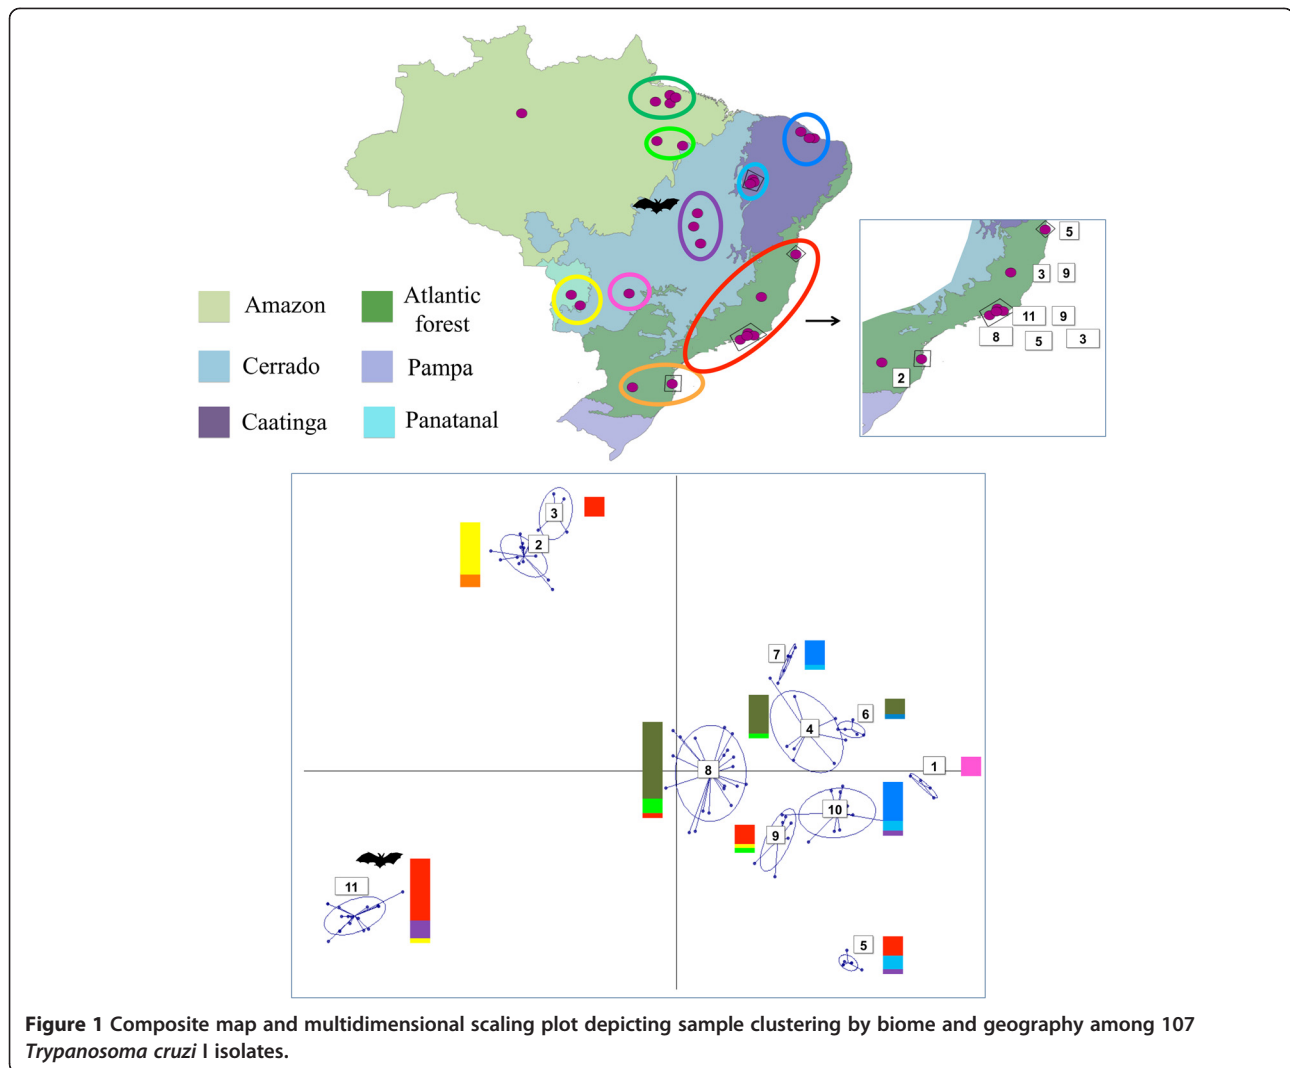 Amazon
Atlantic
forest
Cerrado
Pampa
Caatinga
Panatanal
5
3 9
11 9
8 5 3
2
3
2
7
6
4
1
8
10
9
11
5
Figure 1 Composite map and multidimensional scaling plot depicting sample clustering by biome and geography among 107
Trypanosoma cruzi I isolates.